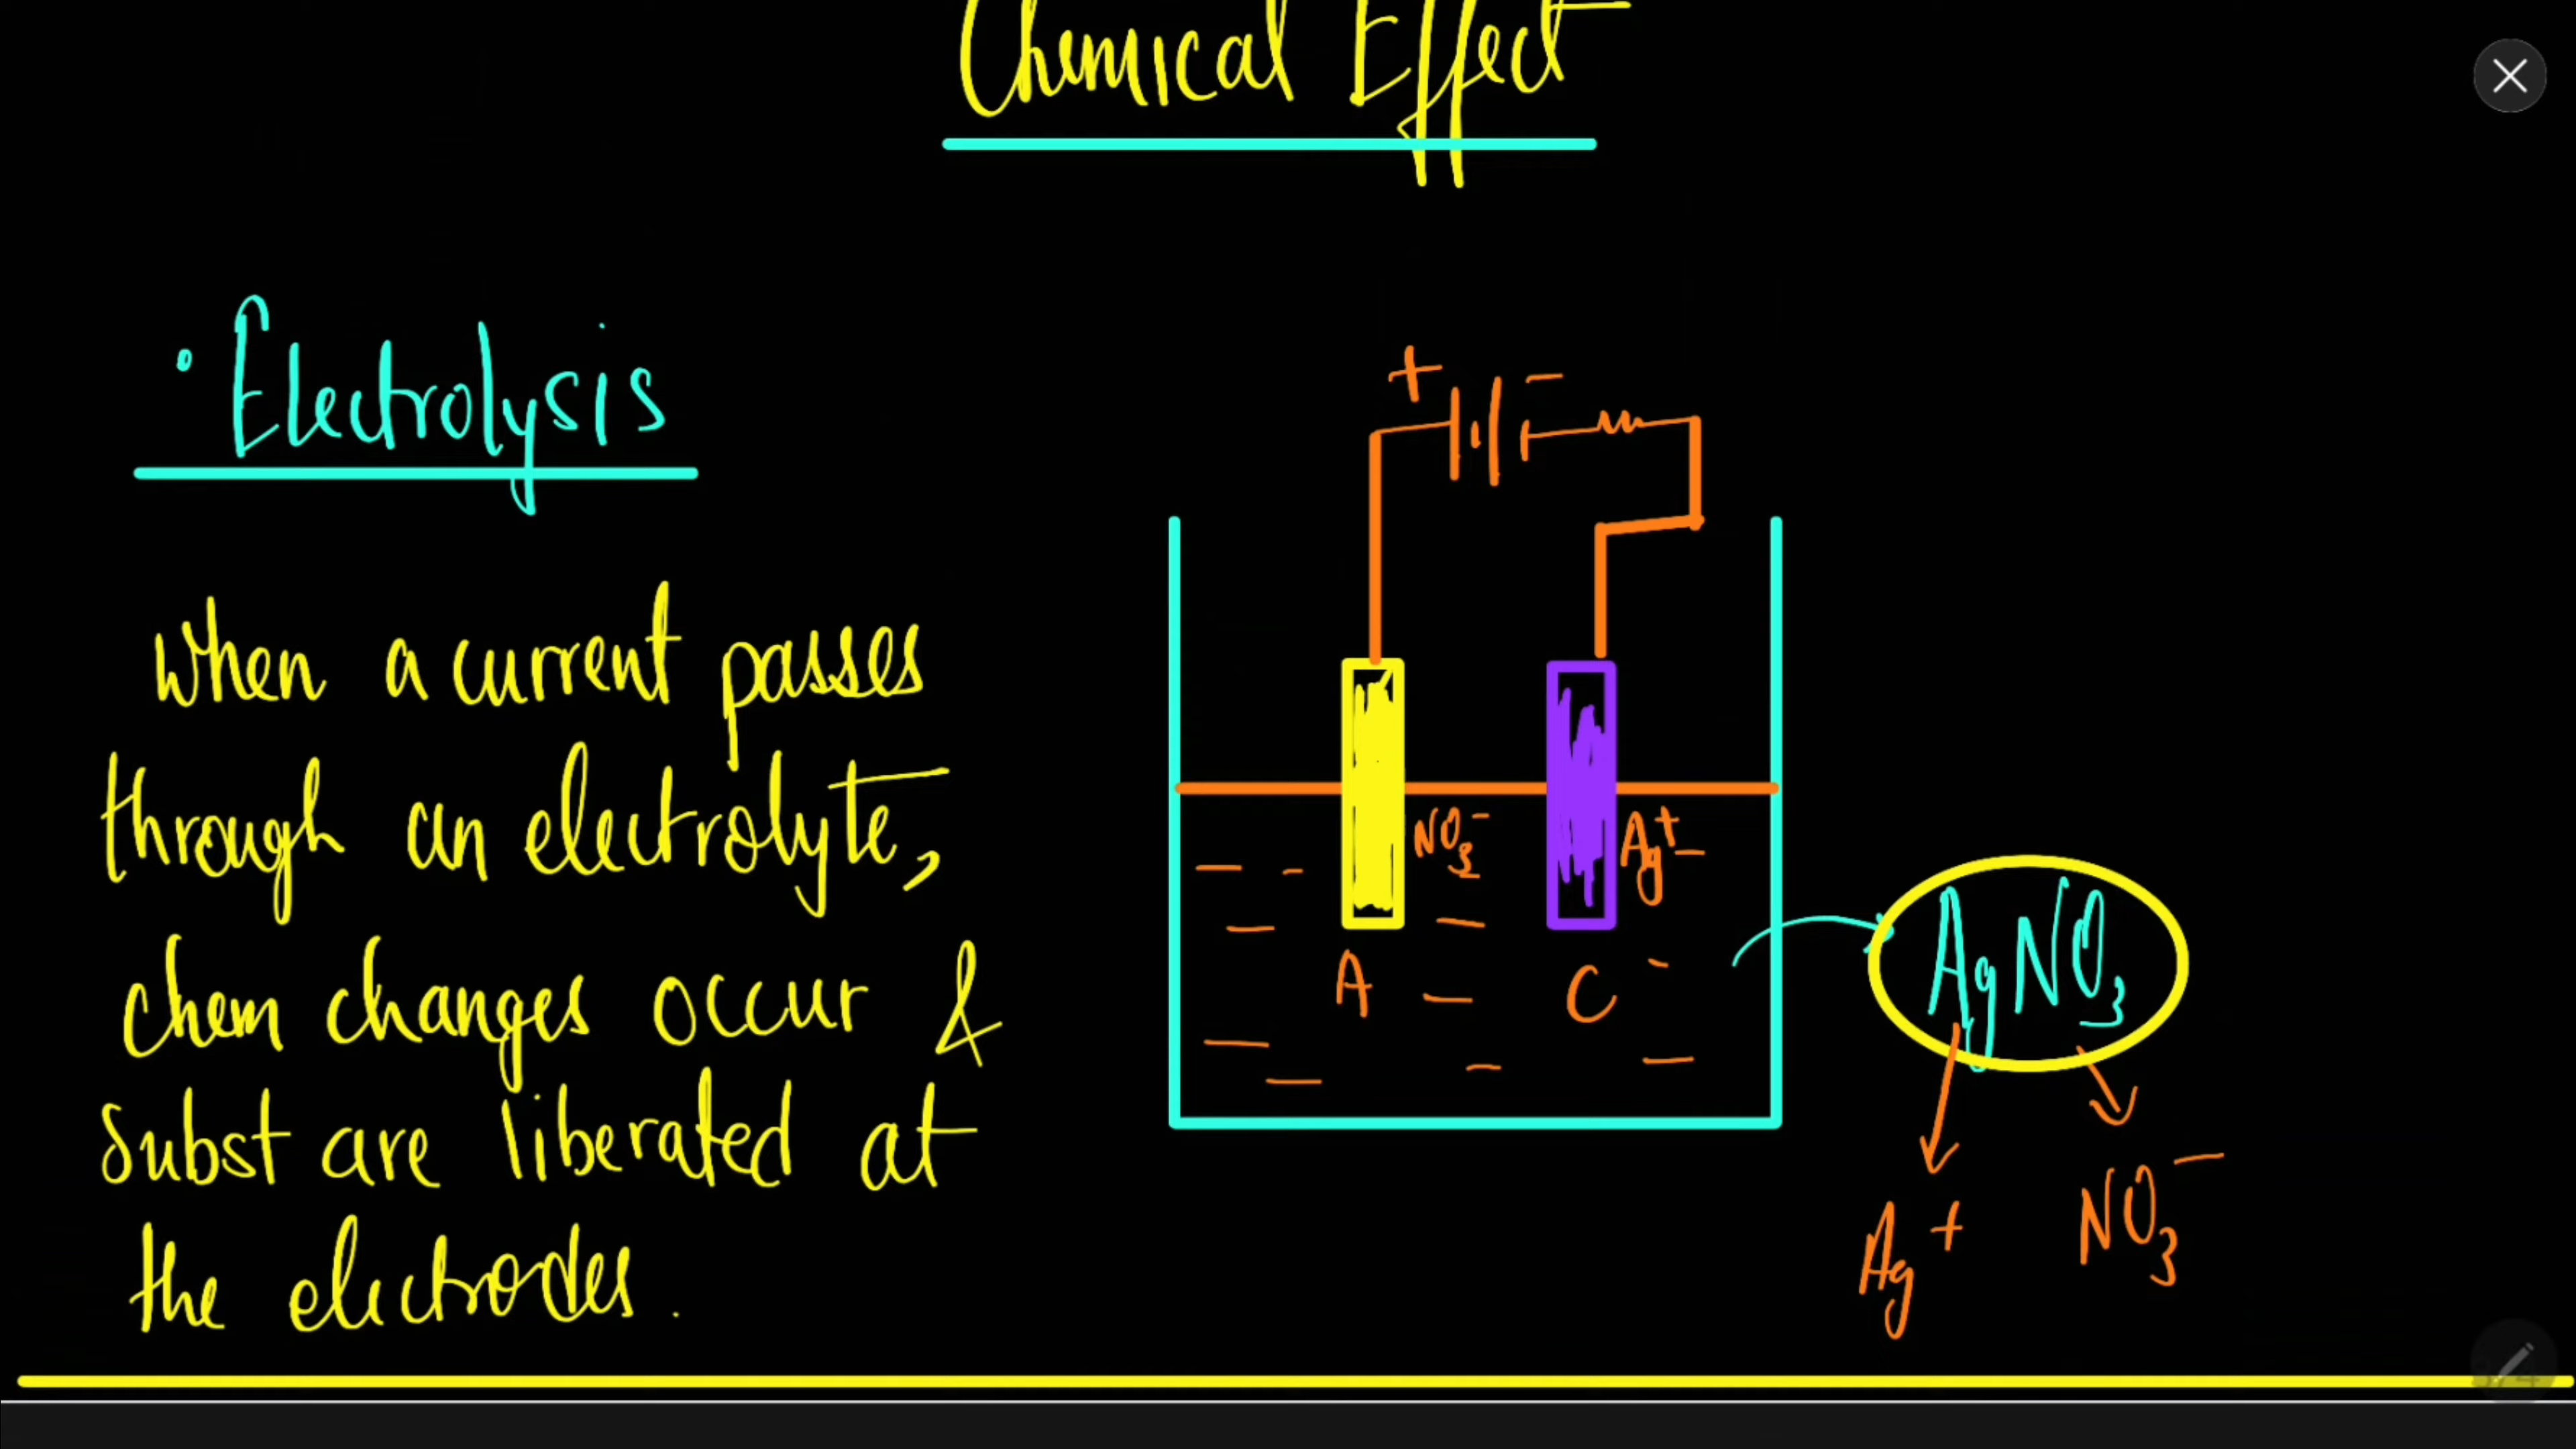 Chemical Effect
• Electrolysis
When a current passes
through an electrolyte,
chem changes occur &
subst are liberated at
the electrodes.
+ −
NO₃⁻ Ag⁺
A C
AgNO₃
Ag⁺ NO₃⁻